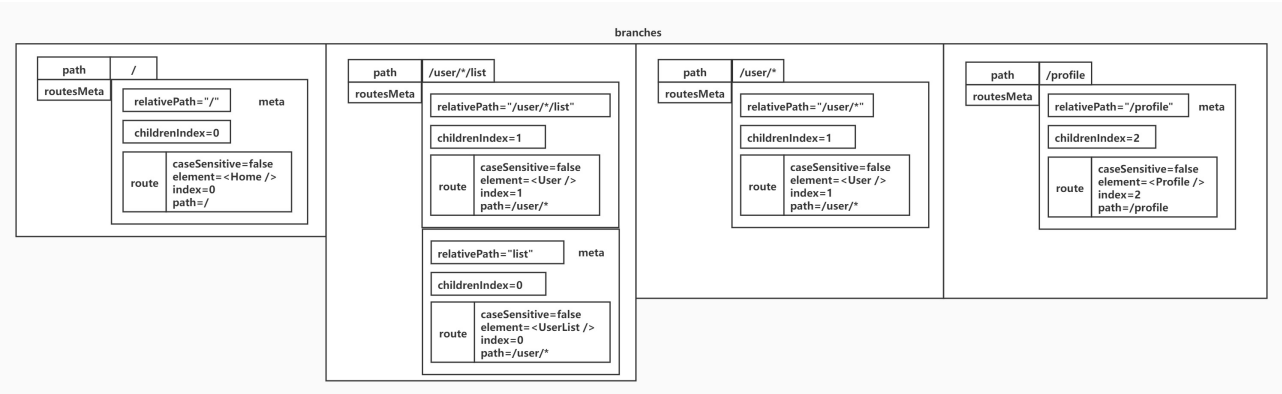 branches
path
/
routesMeta
relativePath="/"
meta
childrenIndex=0
route
caseSensitive=false
element=<Home />
index=0
path=/
path
/user/*/list
routesMeta
relativePath="/user/*/list"
childrenIndex=1
route
caseSensitive=false
element=<User />
index=1
path=/user/*
relativePath="list"
meta
childrenIndex=0
route
caseSensitive=false
element=<UserList />
index=0
path=/user/*
path
/user/*
routesMeta
relativePath="/user/*"
childrenIndex=1
route
caseSensitive=false
element=<User />
index=1
path=/user/*
path
/profile
routesMeta
relativePath="/profile"
meta
childrenIndex=2
route
caseSensitive=false
element=<Profile />
index=2
path=/profile